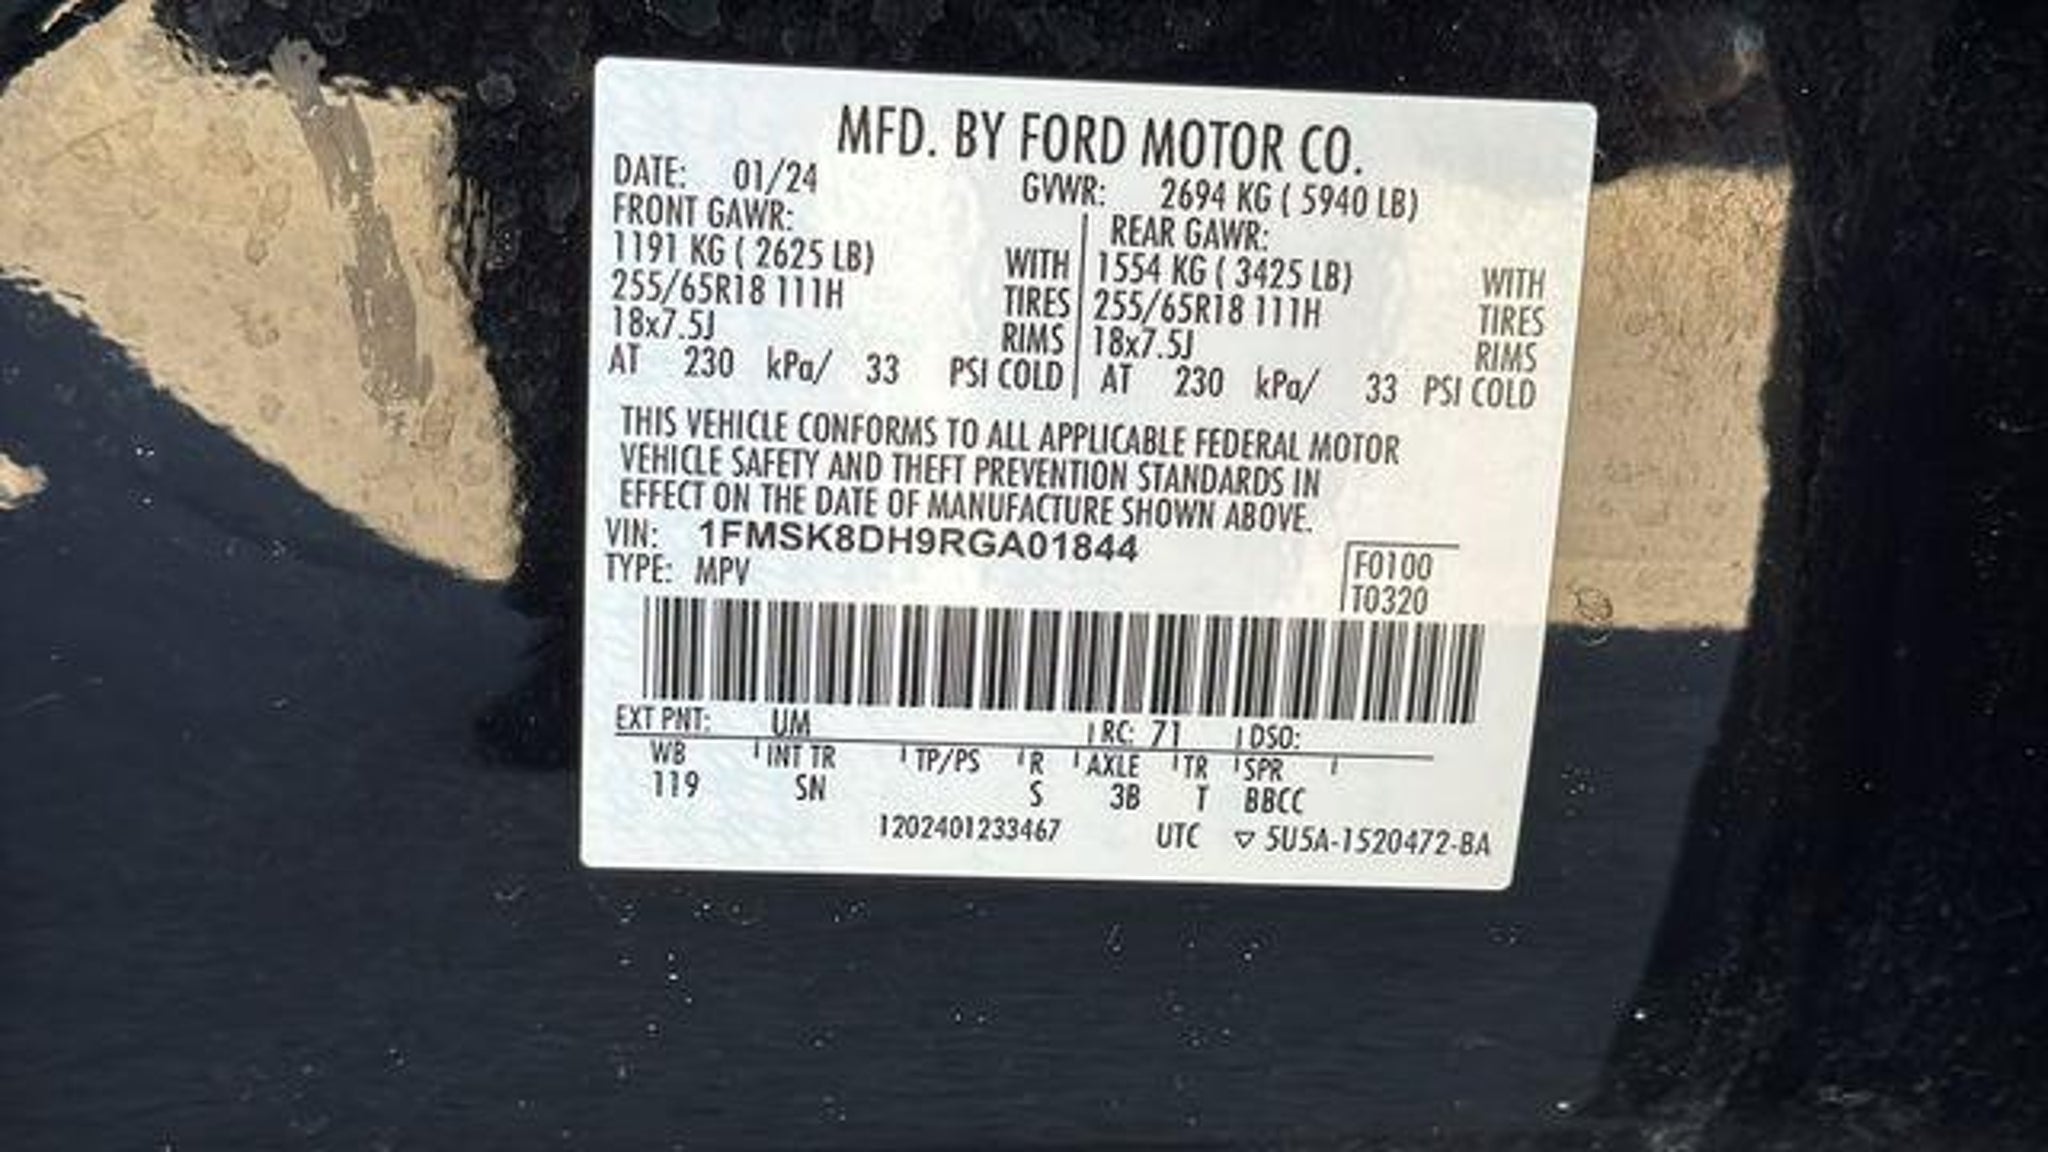 MFD. BY FORD MOTOR CO.
DATE: 01/24 GVWR: 2694 KG ( 5940 LB)
FRONT GAWR: REAR GAWR:
1191 KG ( 2625 LB) WITH 1554 KG ( 3425 LB) WITH
255/65R18 111H TIRES 255/65R18 111H TIRES
18x7.5J RIMS 18x7.5J RIMS
AT 230 kPa/ 33 PSI COLD AT 230 kPa/ 33 PSI COLD
THIS VEHICLE CONFORMS TO ALL APPLICABLE FEDERAL MOTOR
VEHICLE SAFETY AND THEFT PREVENTION STANDARDS IN
EFFECT ON THE DATE OF MANUFACTURE SHOWN ABOVE.
VIN: 1FMSK8DH9RGA01844
TYPE: MPV F0100
T0320
EXT PNT: UM RC: 71 DSO:
WB INT TR TP/PS R AXLE TR SPR
119 SN S 3B T BBCC
1202401233467 UTC ▽ 5U5A-1520472-BA